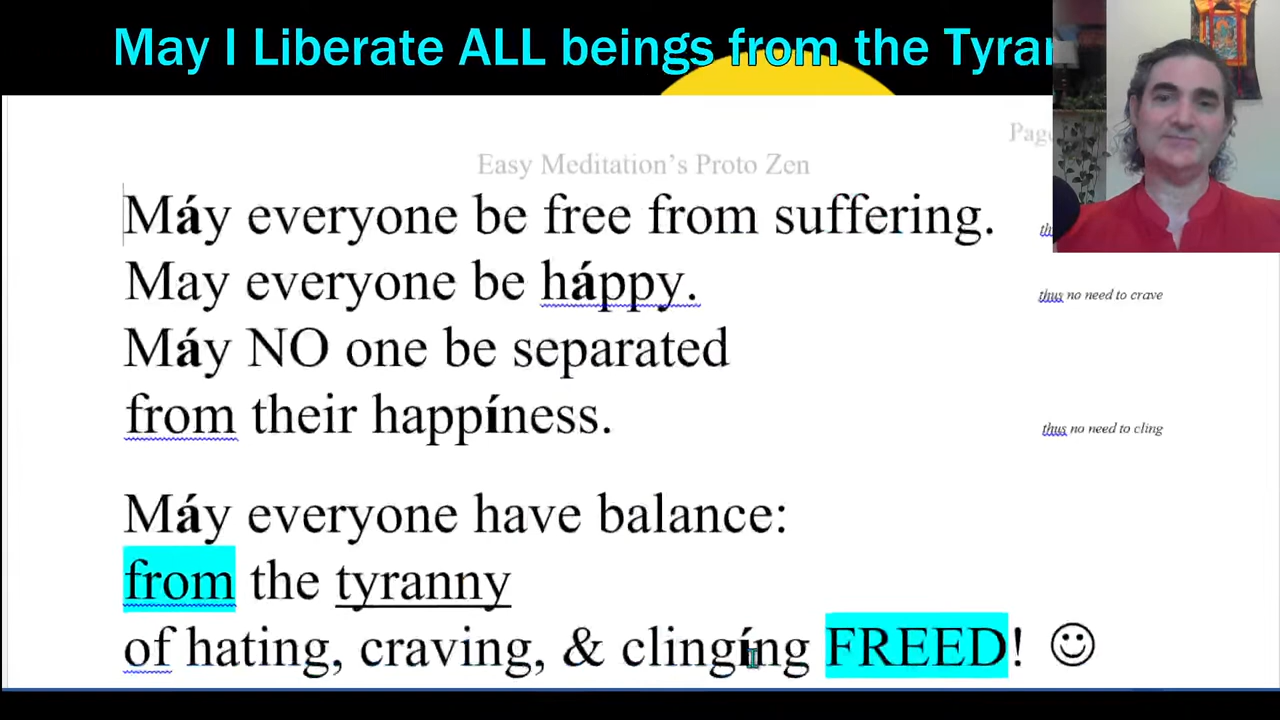 May I Liberate ALL beings from the
Easy Meditation's Proto Zen
Máy everyone be free from suffering.
May everyone be háppy.
thus no need to crave
Máy NO one be separated
from their happíness.
thus no need to cling
Máy everyone have balance:
from the tyranny
of hating, craving, & clingíng FREED! ☺